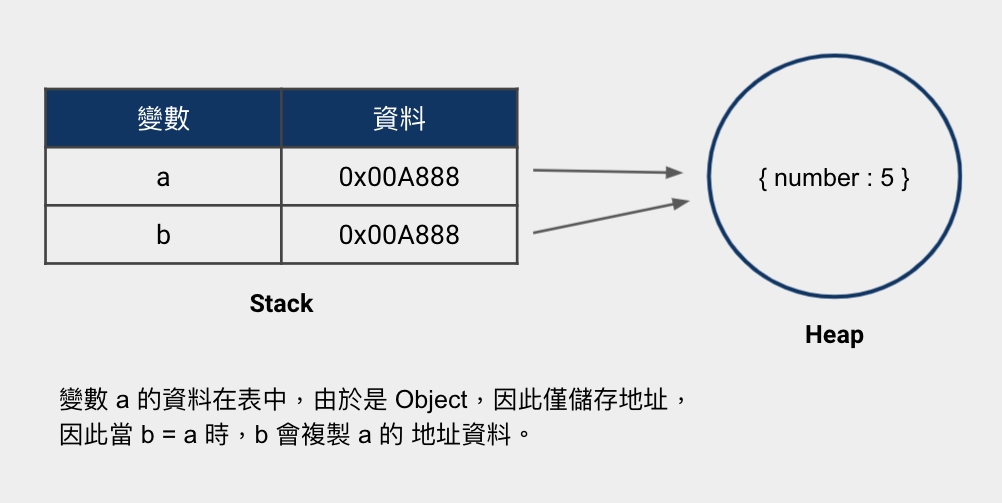 變數 資料
a 0x00A888
b 0x00A888
Stack
{ number : 5 }
Heap
變數 a 的資料在表中，由於是 Object，因此僅儲存地址，
因此當 b = a 時，b 會複製 a 的 地址資料。